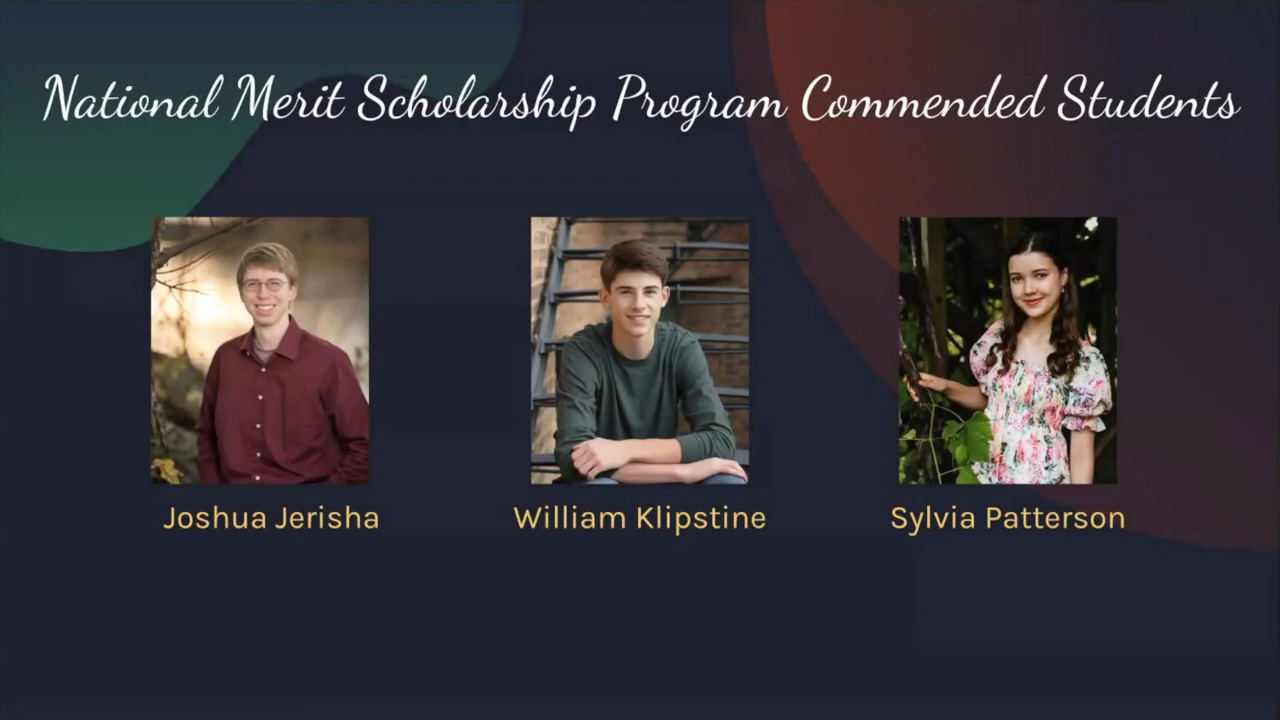 National Merit Scholarship Program Commended Students
Joshua Jerisha
William Klipstine
Sylvia Patterson